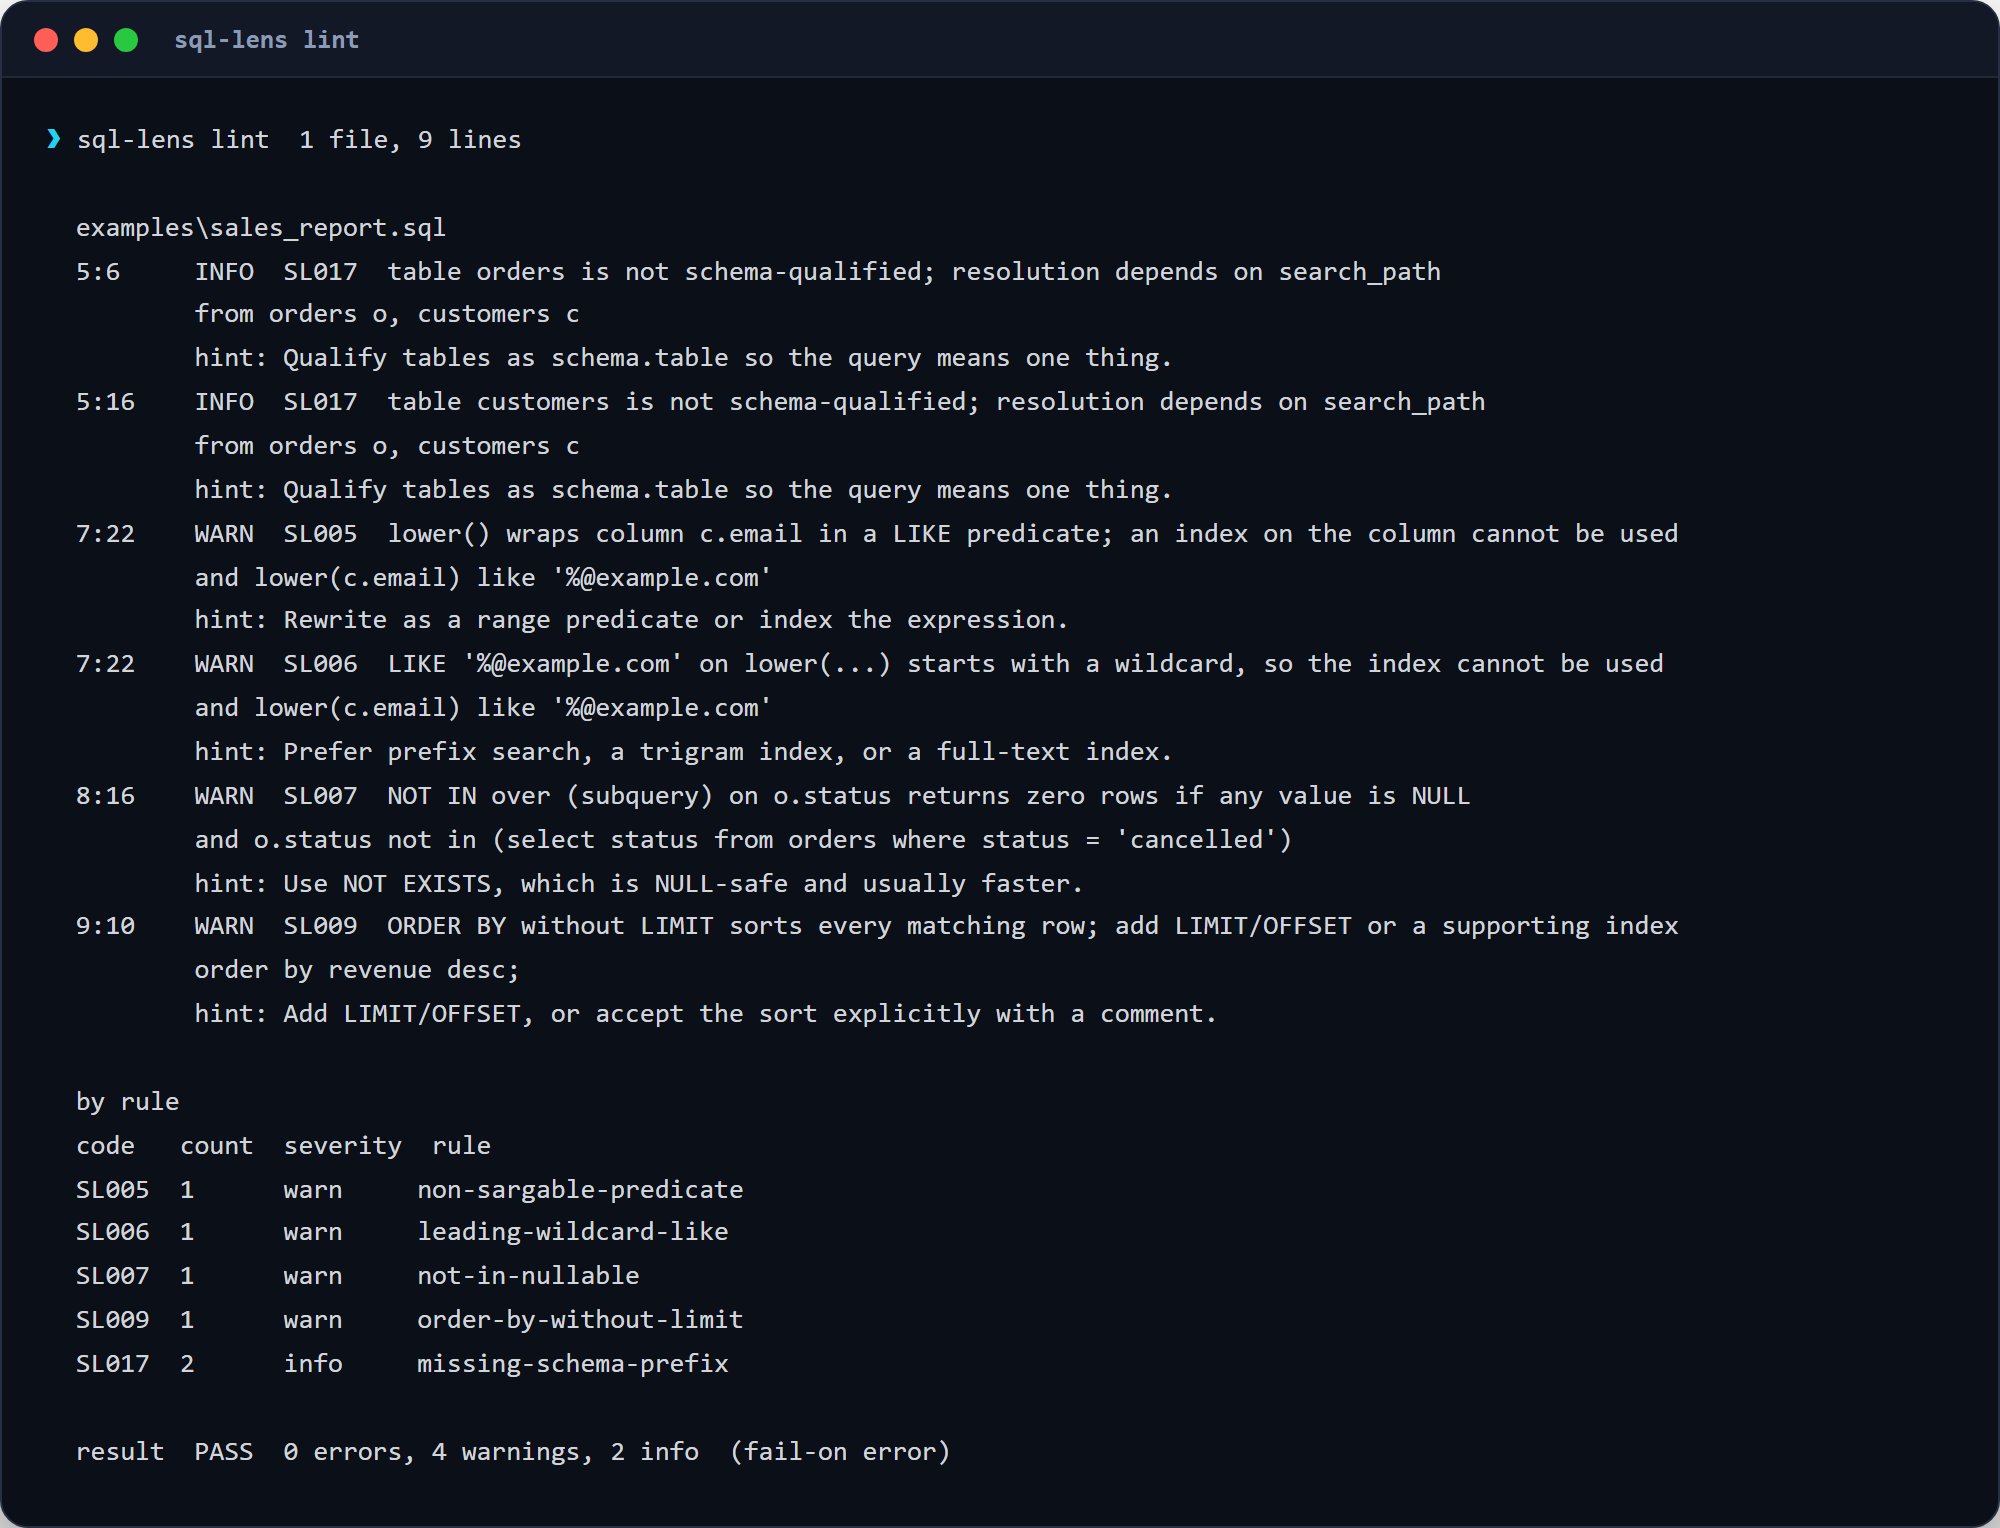 sql-lens lint
❯ sql-lens lint  1 file, 9 lines
examples\sales_report.sql
5:6     INFO  SL017  table orders is not schema-qualified; resolution depends on search_path
from orders o, customers c
hint: Qualify tables as schema.table so the query means one thing.
5:16    INFO  SL017  table customers is not schema-qualified; resolution depends on search_path
from orders o, customers c
hint: Qualify tables as schema.table so the query means one thing.
7:22    WARN  SL005  lower() wraps column c.email in a LIKE predicate; an index on the column cannot be used
and lower(c.email) like '%@example.com'
hint: Rewrite as a range predicate or index the expression.
7:22    WARN  SL006  LIKE '%@example.com' on lower(...) starts with a wildcard, so the index cannot be used
and lower(c.email) like '%@example.com'
hint: Prefer prefix search, a trigram index, or a full-text index.
8:16    WARN  SL007  NOT IN over (subquery) on o.status returns zero rows if any value is NULL
and o.status not in (select status from orders where status = 'cancelled')
hint: Use NOT EXISTS, which is NULL-safe and usually faster.
9:10    WARN  SL009  ORDER BY without LIMIT sorts every matching row; add LIMIT/OFFSET or a supporting index
order by revenue desc;
hint: Add LIMIT/OFFSET, or accept the sort explicitly with a comment.
by rule
code   count  severity  rule
SL005  1      warn     non-sargable-predicate
SL006  1      warn     leading-wildcard-like
SL007  1      warn     not-in-nullable
SL009  1      warn     order-by-without-limit
SL017  2      info     missing-schema-prefix
result  PASS  0 errors, 4 warnings, 2 info  (fail-on error)